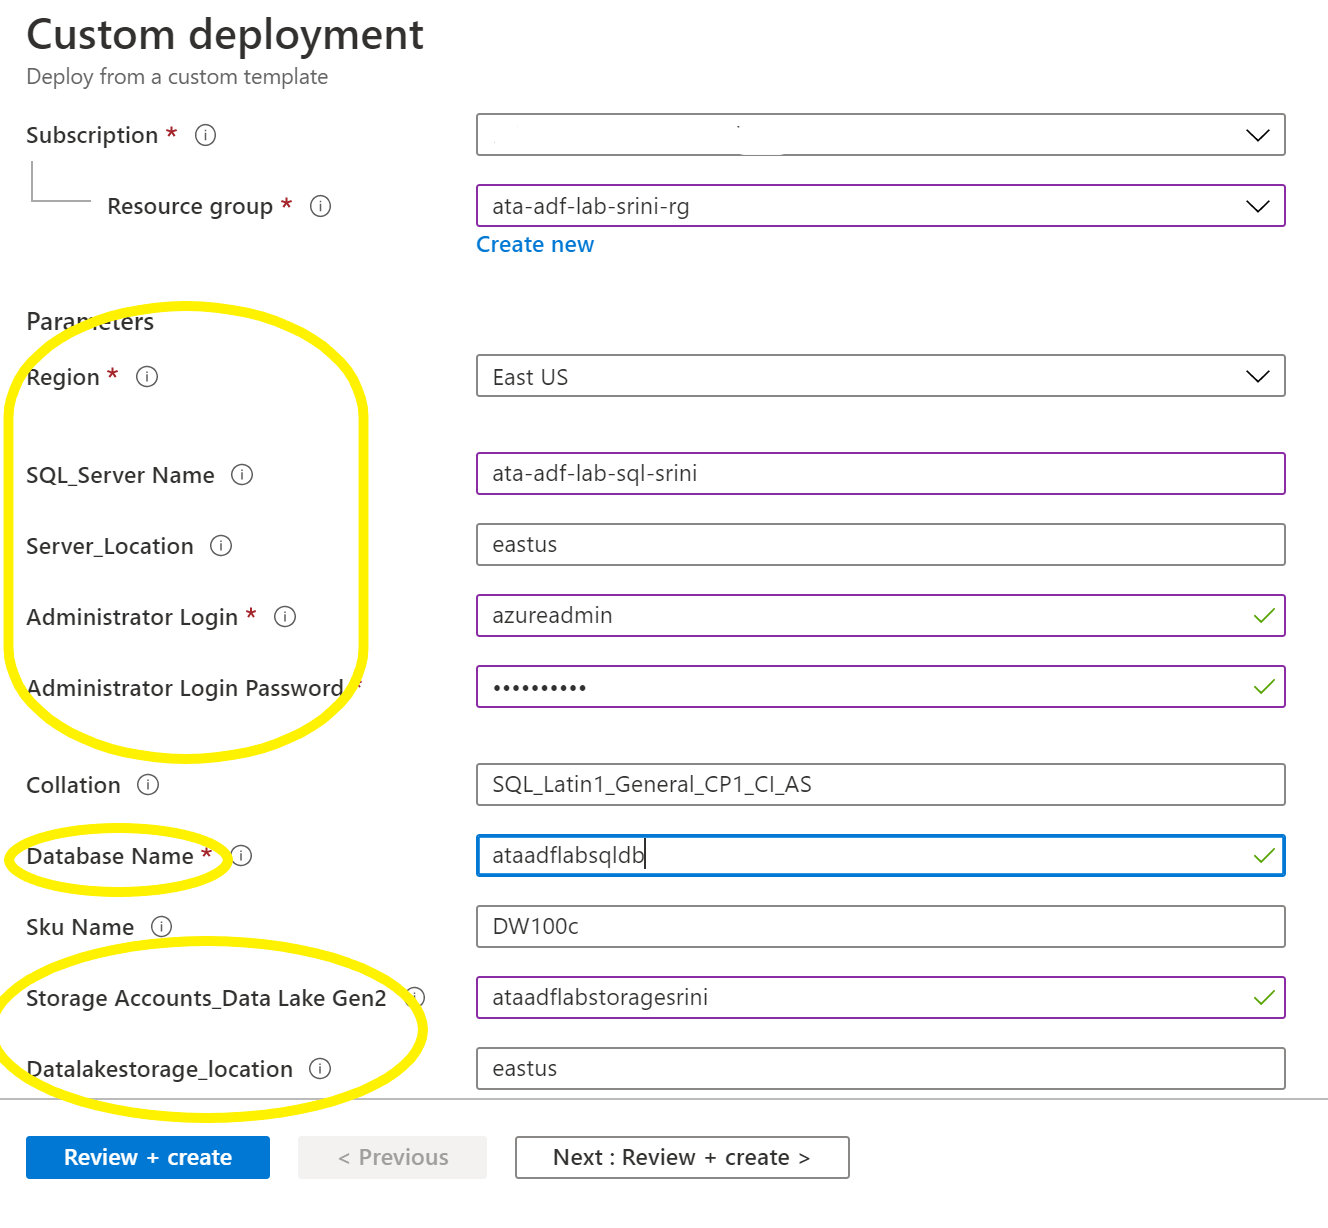 Custom deployment
Deploy from a custom template
Subscription *
Resource group * ata-adf-lab-srini-rg
Create new
Parameters
Region * East US
SQL_Server Name ata-adf-lab-sql-srini
Server_Location eastus
Administrator Login * azureadmin
Administrator Login Password * ••••••••••
Collation SQL_Latin1_General_CP1_CI_AS
Database Name * ataadflabsqldb
Sku Name DW100c
Storage Accounts_Data Lake Gen2 ataadflabstoragesrini
Datalakestorage_location eastus
Review + create < Previous Next : Review + create >